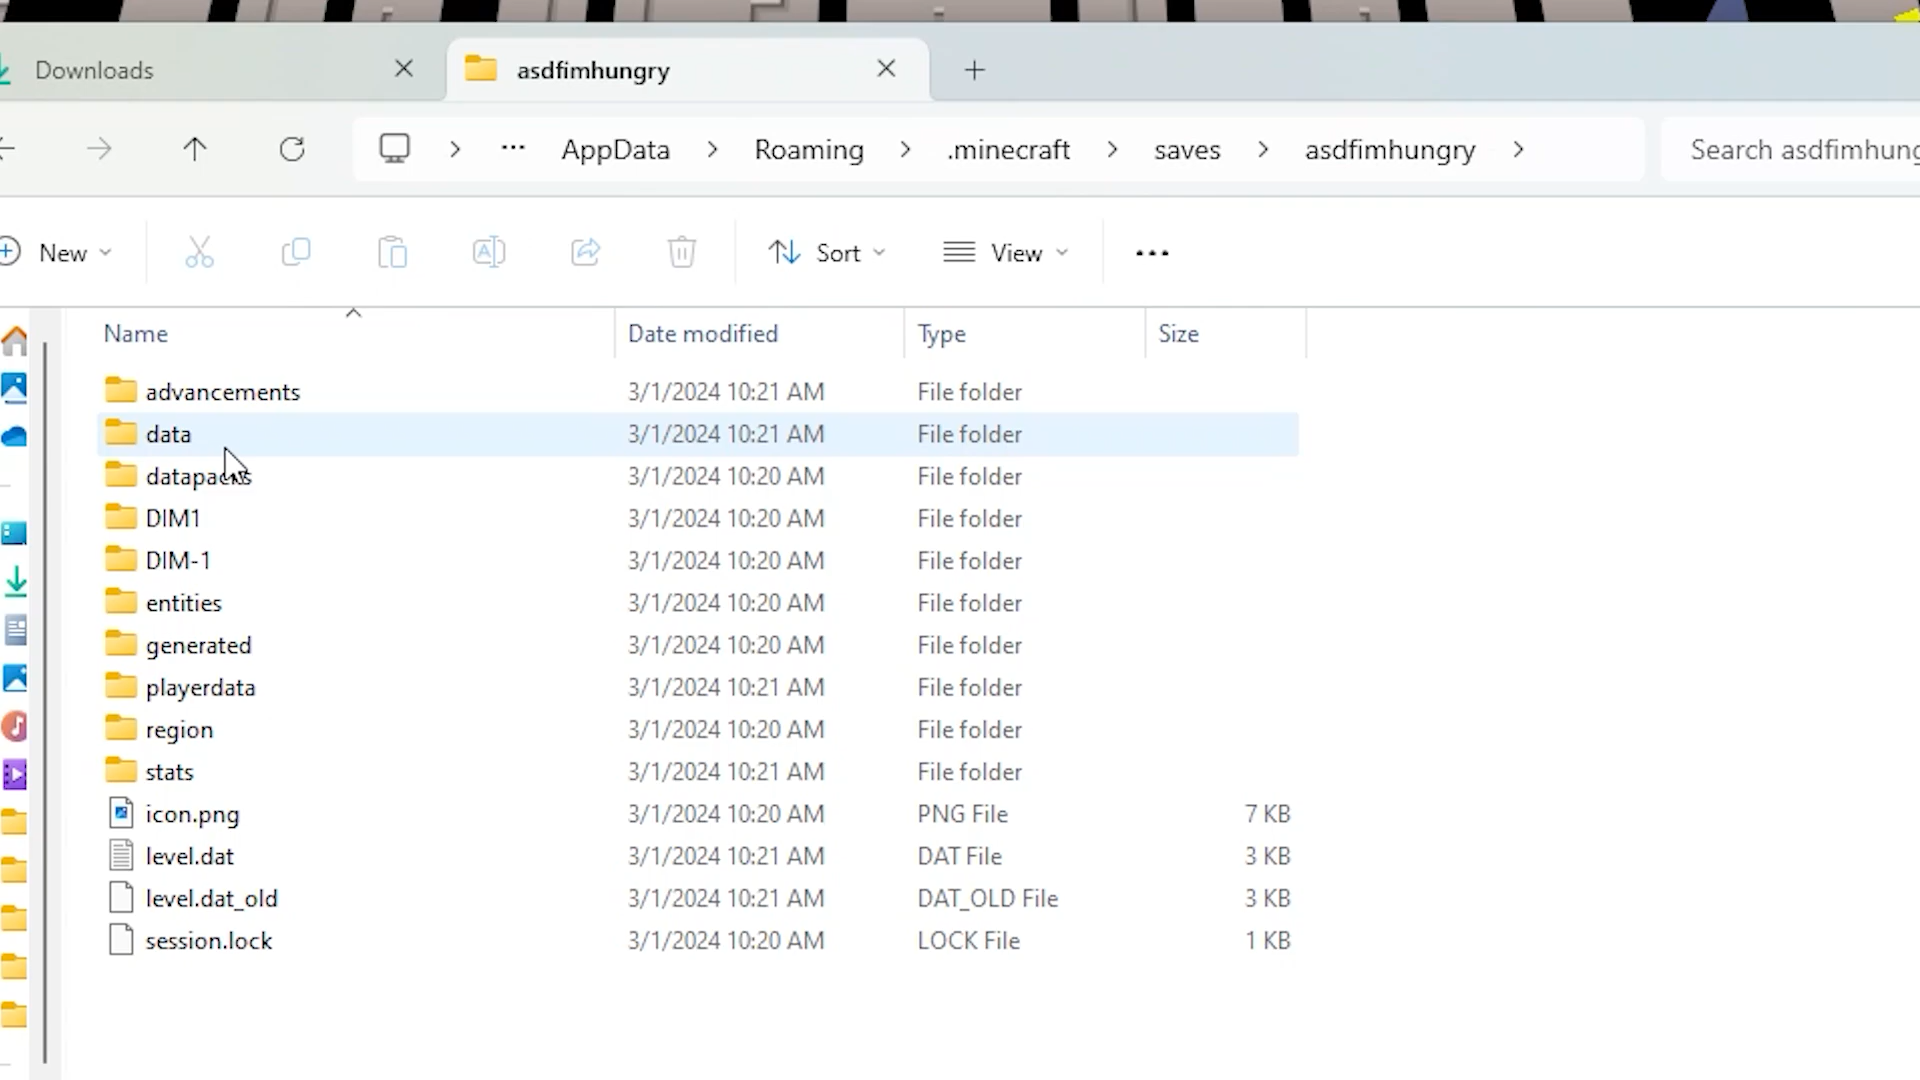 Downloads
asdfimhungry
AppData
Roaming
.minecraft
saves
asdfimhungry
Search asdfimhung
New
Sort
View
Name
Date modified
Type
Size
advancements 3/1/2024 10:21 AM File folder
data 3/1/2024 10:21 AM File folder
datapacks 3/1/2024 10:20 AM File folder
DIM1 3/1/2024 10:20 AM File folder
DIM-1 3/1/2024 10:20 AM File folder
entities 3/1/2024 10:20 AM File folder
generated 3/1/2024 10:20 AM File folder
playerdata 3/1/2024 10:21 AM File folder
region 3/1/2024 10:20 AM File folder
stats 3/1/2024 10:21 AM File folder
icon.png 3/1/2024 10:20 AM PNG File 7 KB
level.dat 3/1/2024 10:21 AM DAT File 3 KB
level.dat_old 3/1/2024 10:21 AM DAT_OLD File 3 KB
session.lock 3/1/2024 10:20 AM LOCK File 1 KB